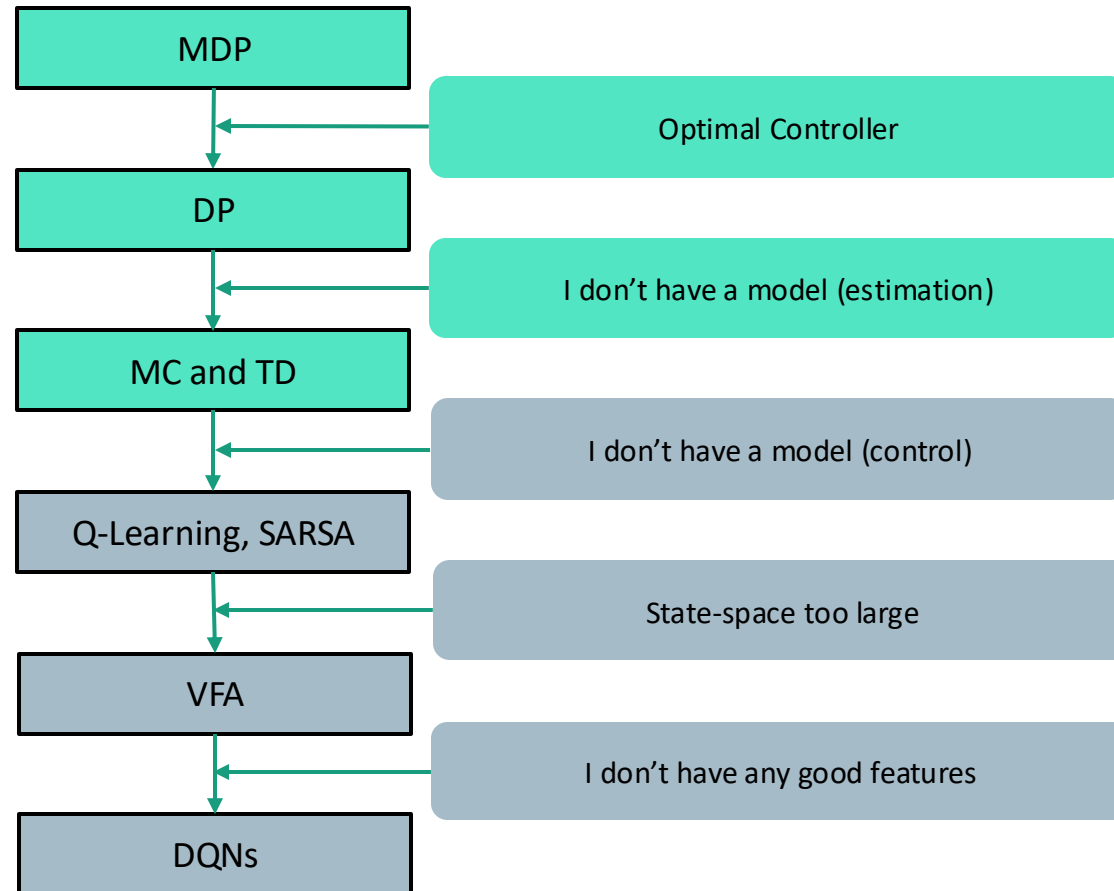 MDP
Optimal Controller
DP
I don’t have a model (estimation)
MC and TD
I don’t have a model (control)
Q-Learning, SARSA
State-space too large
VFA
I don’t have any good features
DQNs